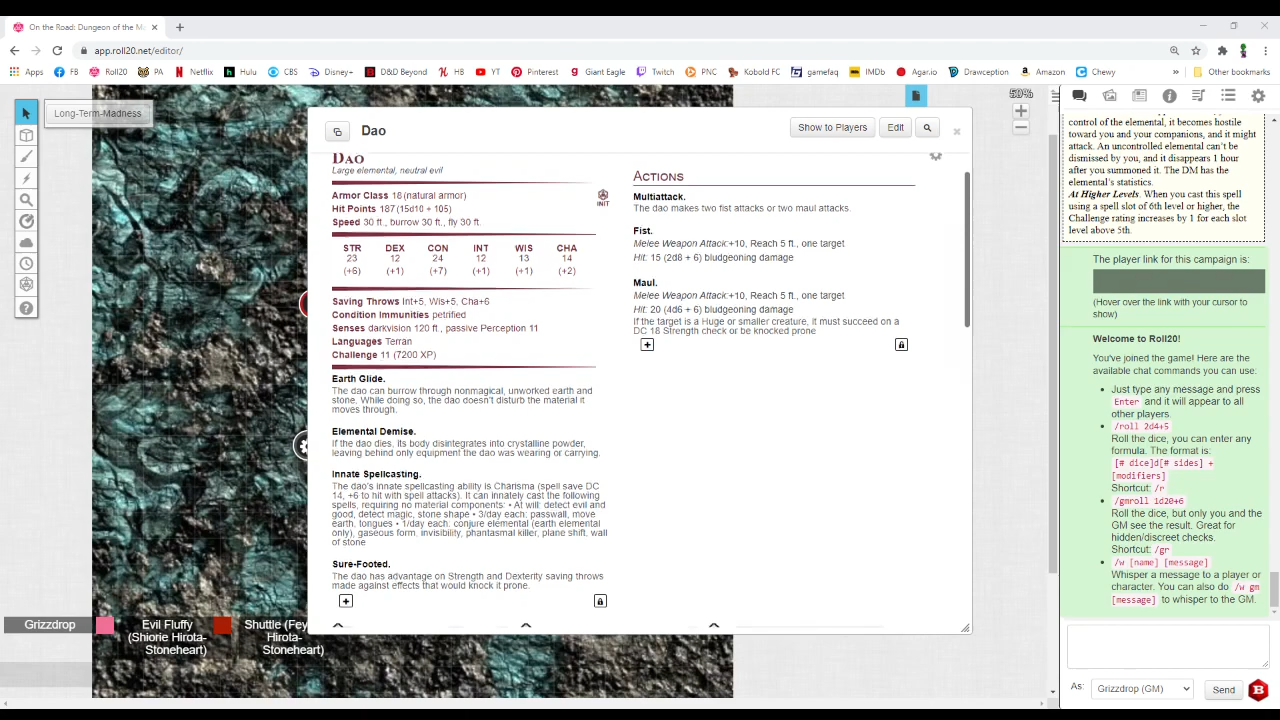 On the Road: Dungeon of the Ma
app.roll20.net/editor/
Apps FB Roll20 PA Netflix Hulu CBS Disney+ D&D Beyond HB YT Pinterest Giant Eagle Twitch PNC Kobold FC gamefaq IMDb Agar.io Drawception Amazon Chewy » Other bookmarks
Long-Term-Madness
59%
Dao
Show to Players Edit
DAO
Large elemental, neutral evil
Armor Class 18 (natural armor)
Hit Points 187 (15d10 + 105)
Speed 30 ft., burrow 30 ft., fly 30 ft.
INIT
STR DEX CON INT WIS CHA
23 12 24 12 13 14
(+6) (+1) (+7) (+1) (+1) (+2)
Saving Throws Int+5, Wis+5, Cha+6
Condition Immunities petrified
Senses darkvision 120 ft., passive Perception 11
Languages Terran
Challenge 11 (7200 XP)
Earth Glide.
The dao can burrow through nonmagical, unworked earth and
stone. While doing so, the dao doesn't disturb the material it
moves through.
Elemental Demise.
If the dao dies, its body disintegrates into crystalline powder,
leaving behind only equipment the dao was wearing or carrying.
Innate Spellcasting.
The dao's innate spellcasting ability is Charisma (spell save DC
14, +6 to hit with spell attacks). It can innately cast the following
spells, requiring no material components: • At will: detect evil and
good, detect magic, stone shape • 3/day each: passwall, move
earth, tongues • 1/day each: conjure elemental (earth elemental
only), gaseous form, invisibility, phantasmal killer, plane shift, wall
of stone
Sure-Footed.
The dao has advantage on Strength and Dexterity saving throws
made against effects that would knock it prone.
ACTIONS
Multiattack.
The dao makes two fist attacks or two maul attacks.
Fist.
Melee Weapon Attack:+10, Reach 5 ft., one target
Hit: 15 (2d8 + 6) bludgeoning damage
Maul.
Melee Weapon Attack:+10, Reach 5 ft., one target
Hit: 20 (4d6 + 6) bludgeoning damage
If the target is a Huge or smaller creature, it must succeed on a
DC 18 Strength check or be knocked prone
Grizzdrop
Evil Fluffy
(Shiorie Hirota-
Stoneheart)
Shuttle (Fey
Hirota-
Stoneheart)
control of the elemental, it becomes hostile
toward you and your companions, and it might
attack. An uncontrolled elemental can't be
dismissed by you, and it disappears 1 hour
after you summoned it. The DM has the
elemental's statistics.
At Higher Levels. When you cast this spell
using a spell slot of 6th level or higher, the
Challenge rating increases by 1 for each slot
level above 5th.
The player link for this campaign is:
(Hover over the link with your cursor to
show)
Welcome to Roll20!
You've joined the game! Here are the
available chat commands you can use:
• Just type any message and press
Enter and it will appear to all
other players.
• /roll 2d4+5
Roll the dice, you can enter any
formula. The format is:
[# dice]d[# sides] +
[modifiers]
Shortcut: /r
• /gmroll 1d20+6
Roll the dice, but only you and the
GM see the result. Great for
hidden/discreet checks.
Shortcut: /gr
• /w [name] [message]
Whisper a message to a player or
character. You can also do /w gm
[message] to whisper to the GM.
As: Grizzdrop (GM) Send